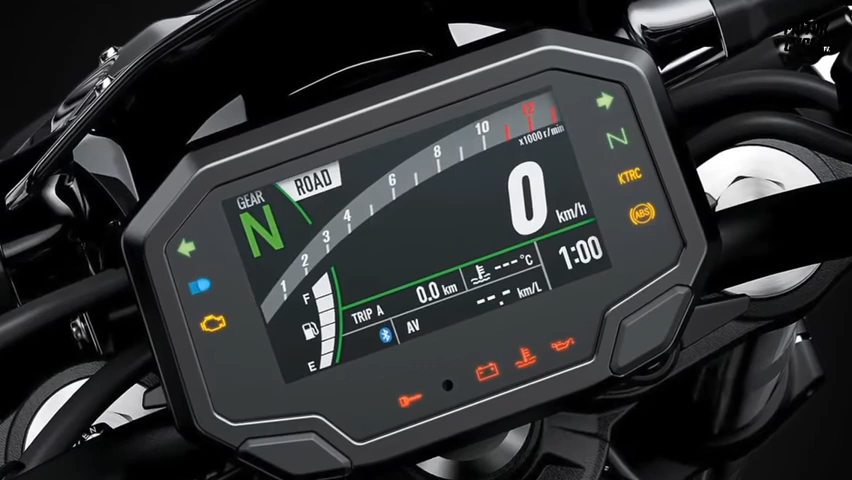 GEAR
ROAD
N
1 2 3 4 6 8 10 12
x1000 r/min
0 km/h
N
KTRC
ABS
F
E
TRIP A 0.0 km
--- °C
1:00
AV --.- km/L